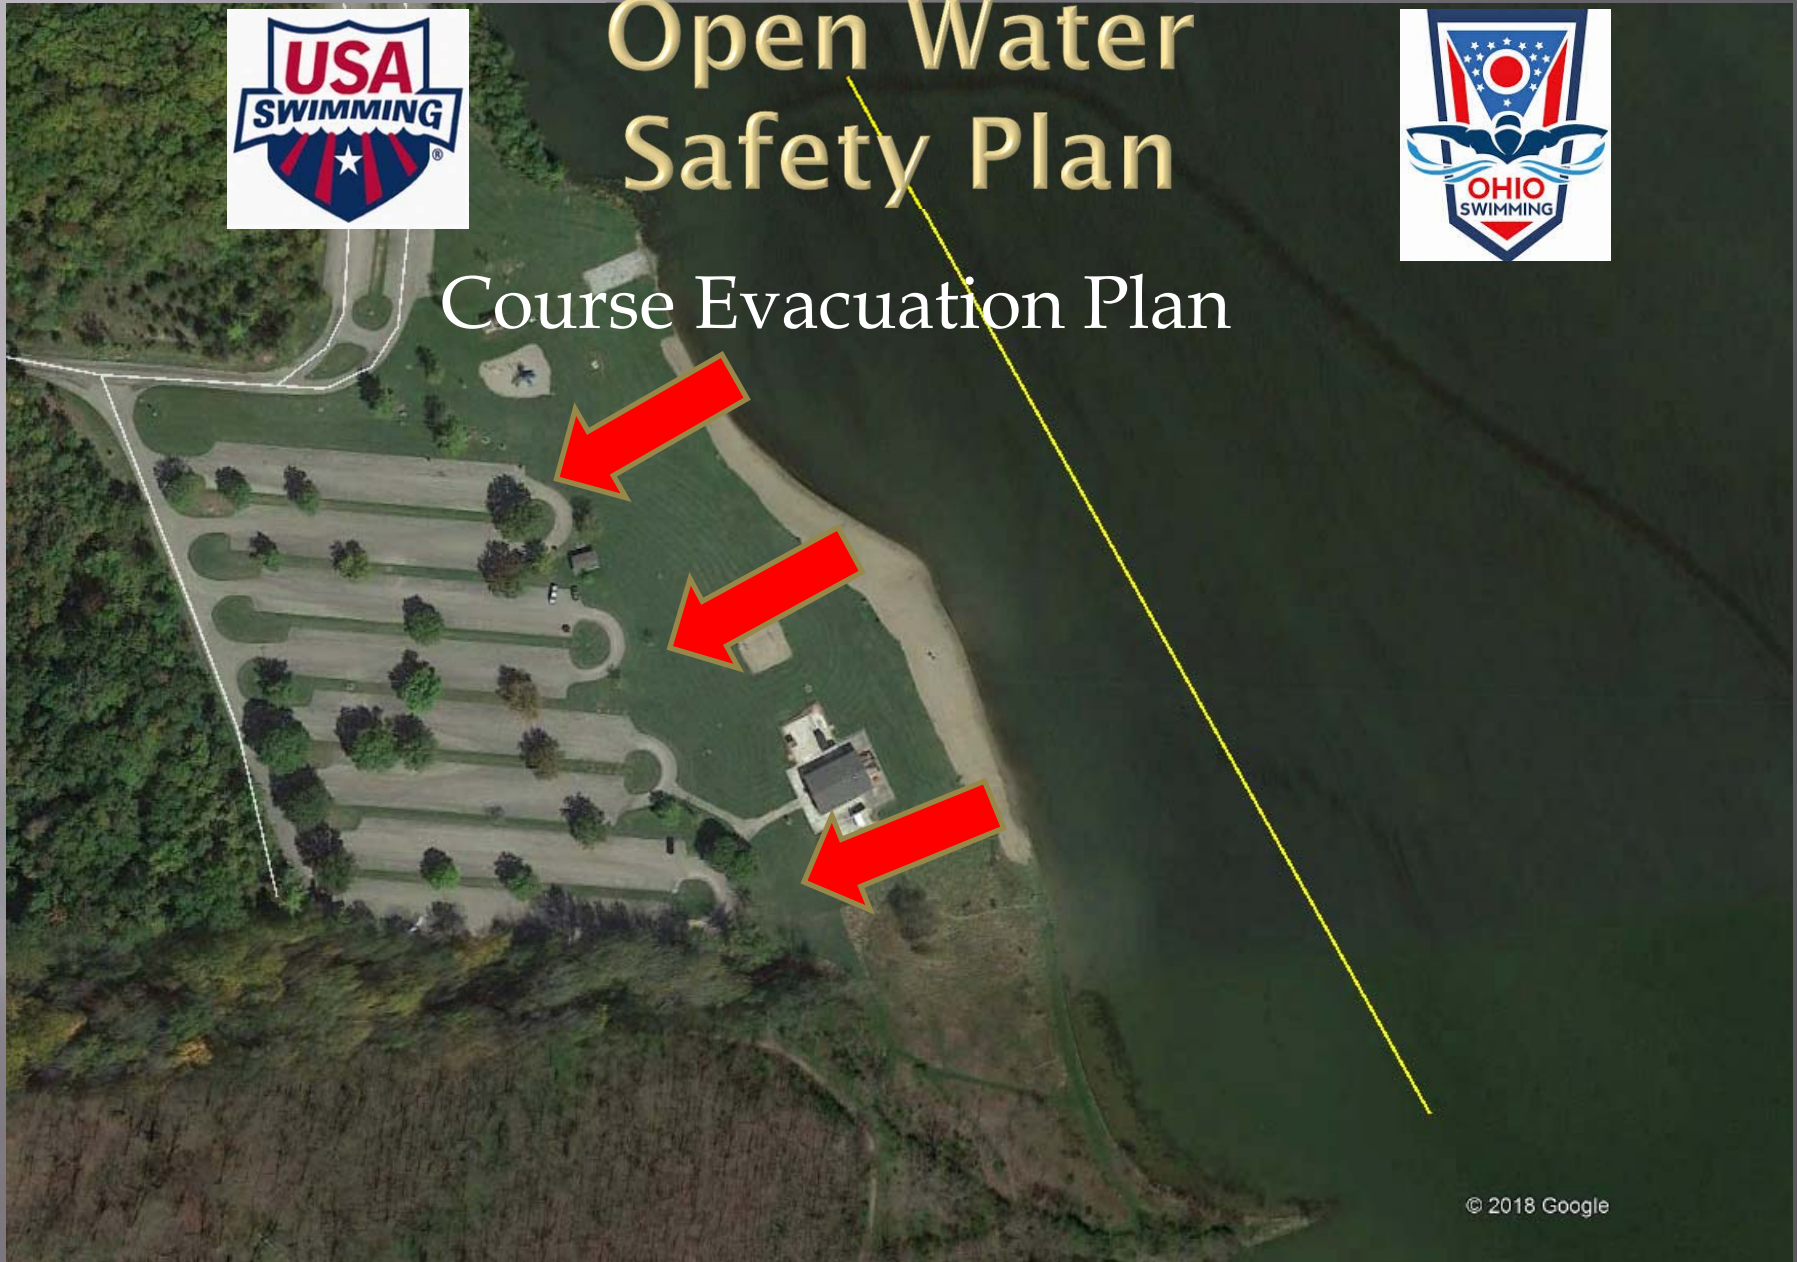 USA
SWIMMING
®
Open Water
Safety Plan
OHIO
SWIMMING
Course Evacuation Plan
© 2018 Google